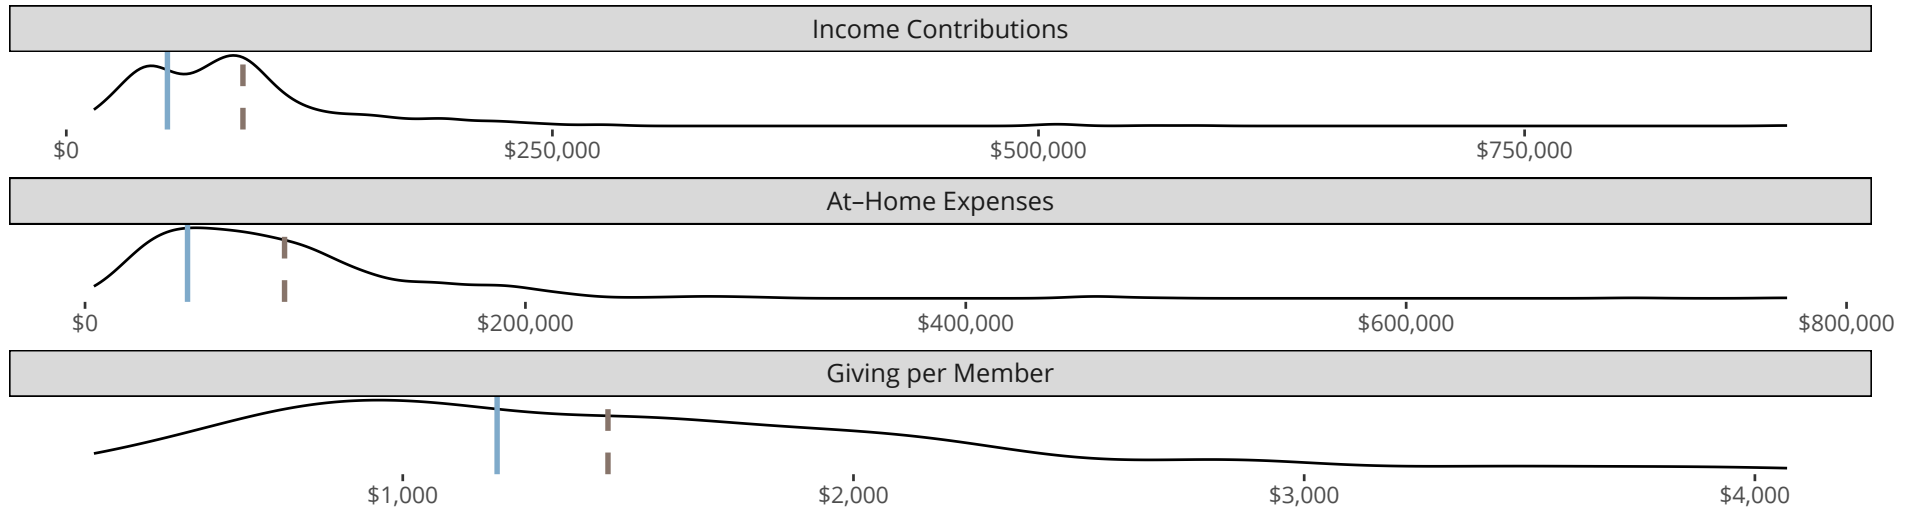 Income Contributions
$0 $250,000 $500,000 $750,000
At–Home Expenses
$0 $200,000 $400,000 $600,000 $800,000
Giving per Member
$1,000 $2,000 $3,000 $4,000